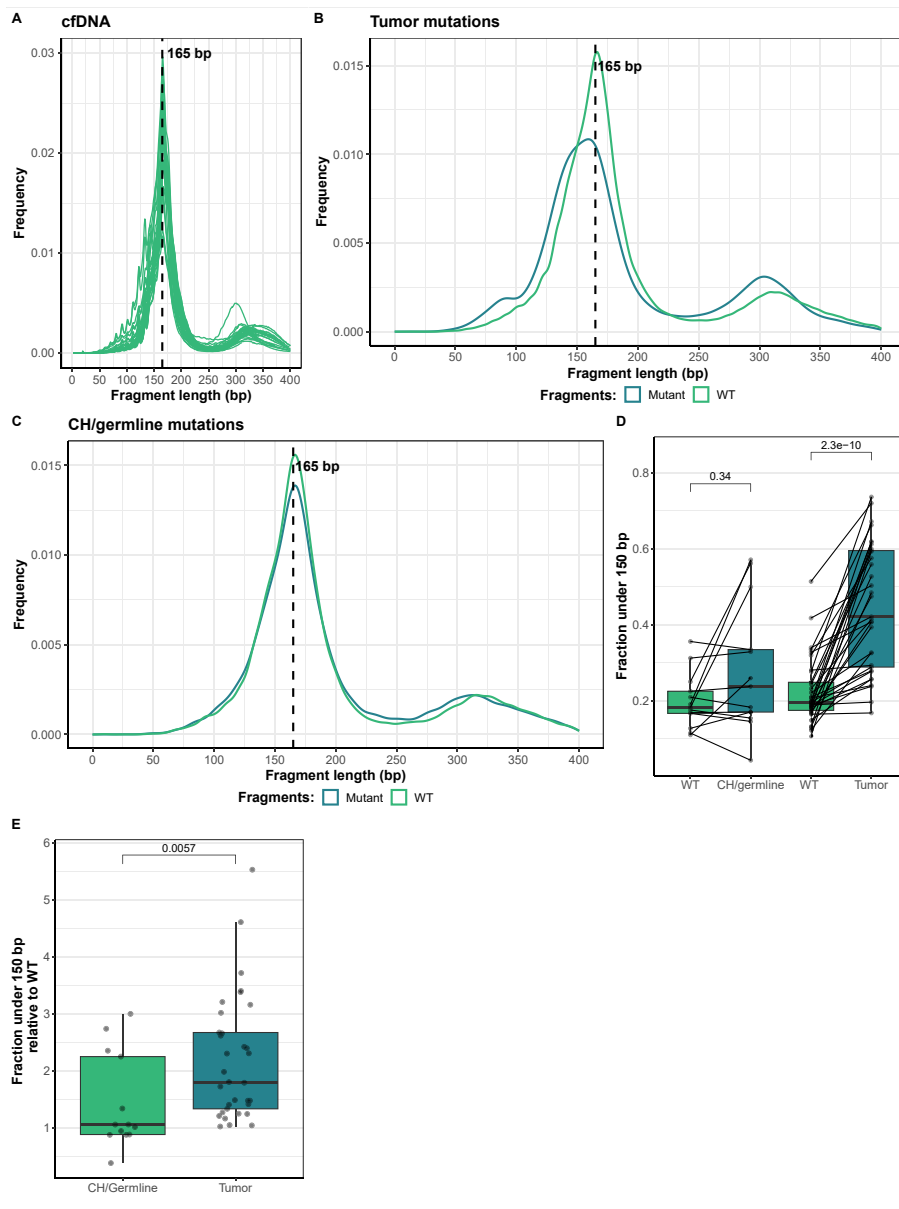 A
cfDNA
165 bp
0.03
0.02
0.01
0.00
Frequency
0 50 100 150 200 250 300 350 400
Fragment length (bp)
B
Tumor mutations
165 bp
0.015
0.010
0.005
0.000
Frequency
0 50 100 150 200 250 300 350 400
Fragment length (bp)
Fragments: Mutant WT
C
CH/germline mutations
165 bp
0.015
0.010
0.005
0.000
Frequency
0 50 100 150 200 250 300 350 400
Fragment length (bp)
Fragments: Mutant WT
D
2.3e−10
0.34
0.8
0.6
0.4
0.2
Fraction under 150 bp
WT CH/germline WT Tumor
E
0.0057
6
5
4
3
2
1
Fraction under 150 bp
relative to WT
CH/Germline Tumor